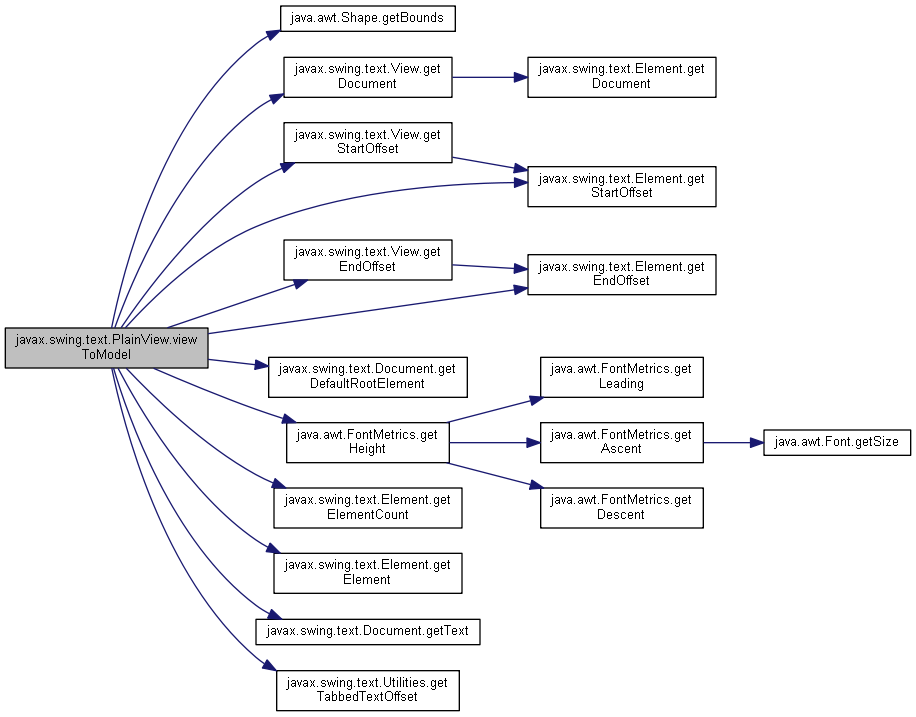 java.awt.Shape.getBounds
javax.swing.text.View.get
Document
javax.swing.text.Element.get
Document
javax.swing.text.View.get
StartOffset
javax.swing.text.Element.get
StartOffset
javax.swing.text.View.get
EndOffset
javax.swing.text.Element.get
EndOffset
javax.swing.text.PlainView.view
ToModel
javax.swing.text.Document.get
DefaultRootElement
java.awt.FontMetrics.get
Leading
java.awt.FontMetrics.get
Height
java.awt.FontMetrics.get
Ascent
java.awt.Font.getSize
javax.swing.text.Element.get
ElementCount
java.awt.FontMetrics.get
Descent
javax.swing.text.Element.get
Element
javax.swing.text.Document.getText
javax.swing.text.Utilities.get
TabbedTextOffset